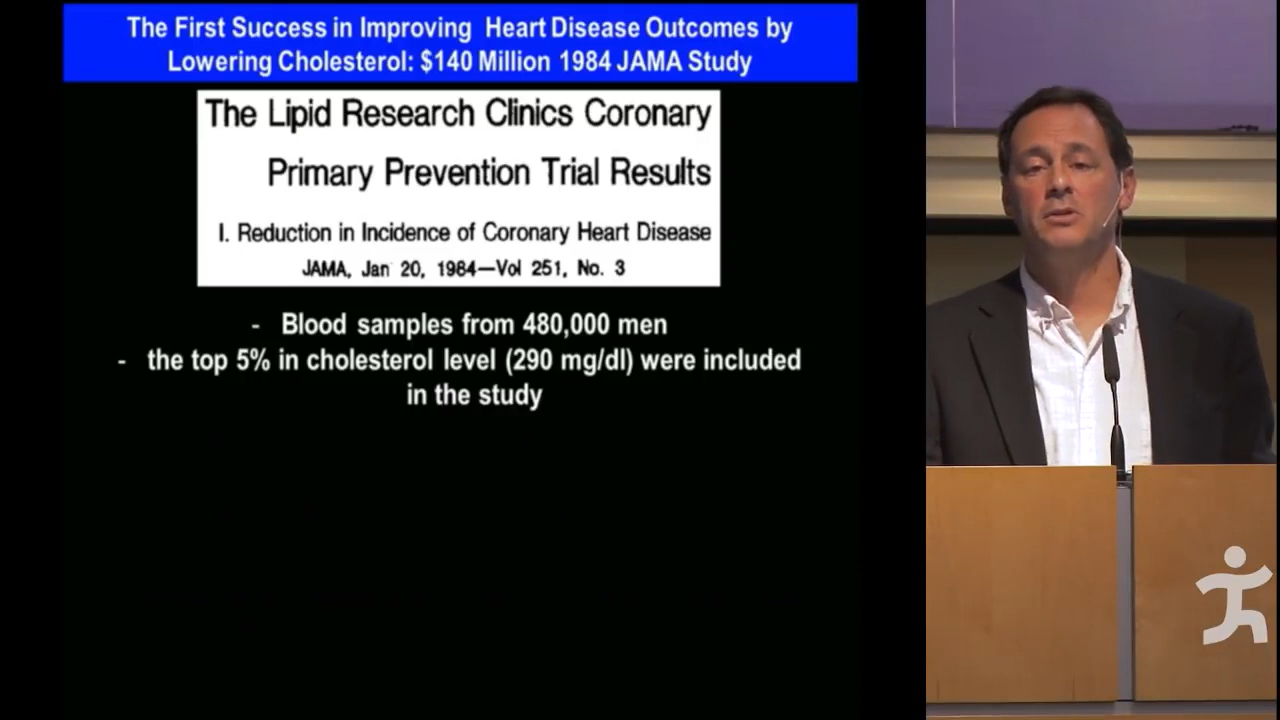 The First Success in Improving Heart Disease Outcomes by
Lowering Cholesterol: $140 Million 1984 JAMA Study
The Lipid Research Clinics Coronary
Primary Prevention Trial Results
I. Reduction in Incidence of Coronary Heart Disease
JAMA, Jan 20, 1984—Vol 251, No. 3
- Blood samples from 480,000 men
- the top 5% in cholesterol level (290 mg/dl) were included
in the study